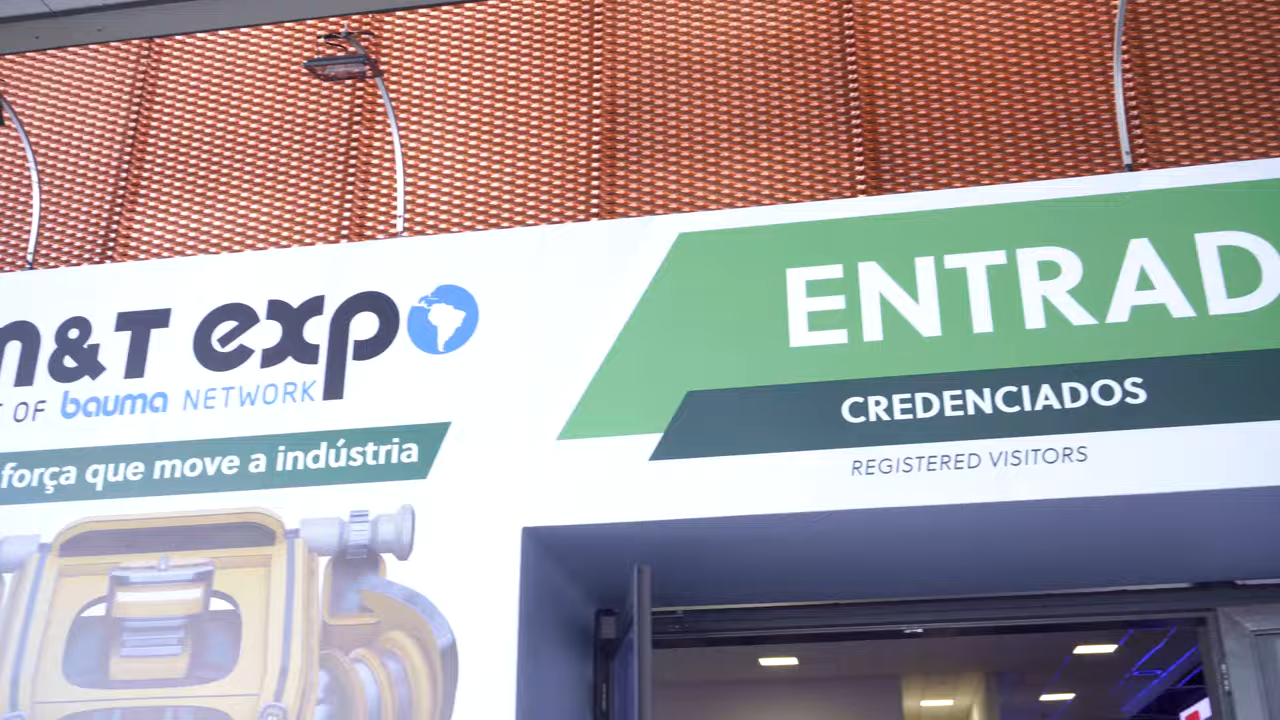 m&T expo
OF bauma NETWORK
força que move a indústria
ENTRAD
CREDENCIADOS
REGISTERED VISITORS